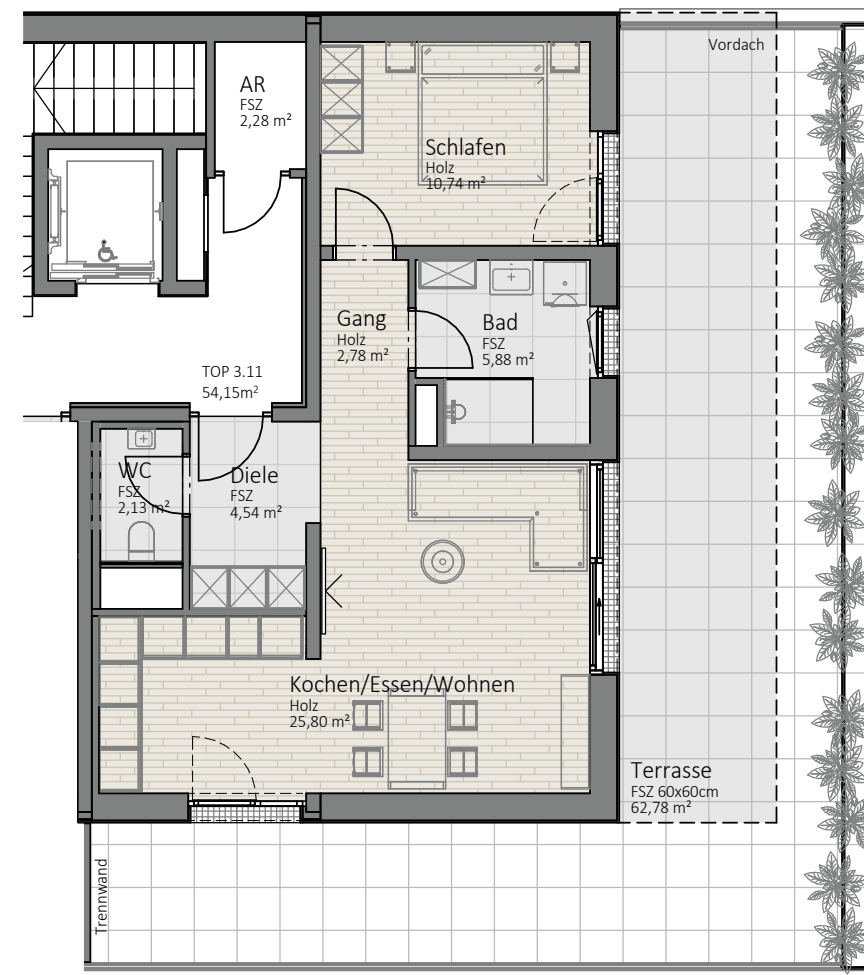 Vordach
AR
FSZ
2,28 m²
Schlafen
Holz
10,74 m²
Gang
Holz
2,78 m²
Bad
FSZ
5,88 m²
TOP 3.11
54,15m²
WC
FSZ
2,13 m²
Diele
FSZ
4,54 m²
Kochen/Essen/Wohnen
Holz
25,80 m²
Terrasse
FSZ 60x60cm
62,78 m²
Trennwand